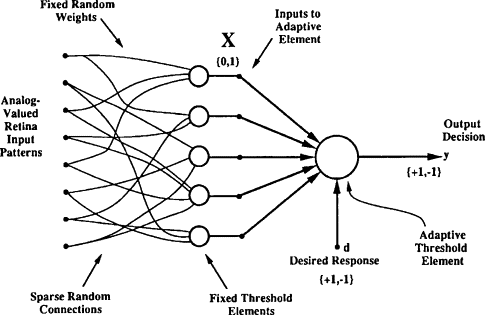 Fixed Random
Weights
X
{0,1}
Inputs to
Adaptive
Element
Analog-
Valued
Retina
Input
Patterns
Output
Decision
y
{+1,-1}
d
Desired Response
{+1,-1}
Adaptive
Threshold
Element
Sparse Random
Connections
Fixed Threshold
Elements